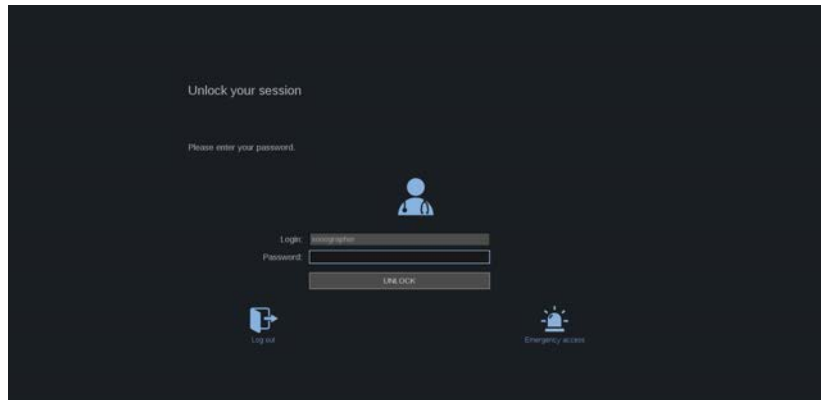 Unlock your session
Please enter your password.
Login: sonographer
Password:
UNLOCK
Log out
Emergency access